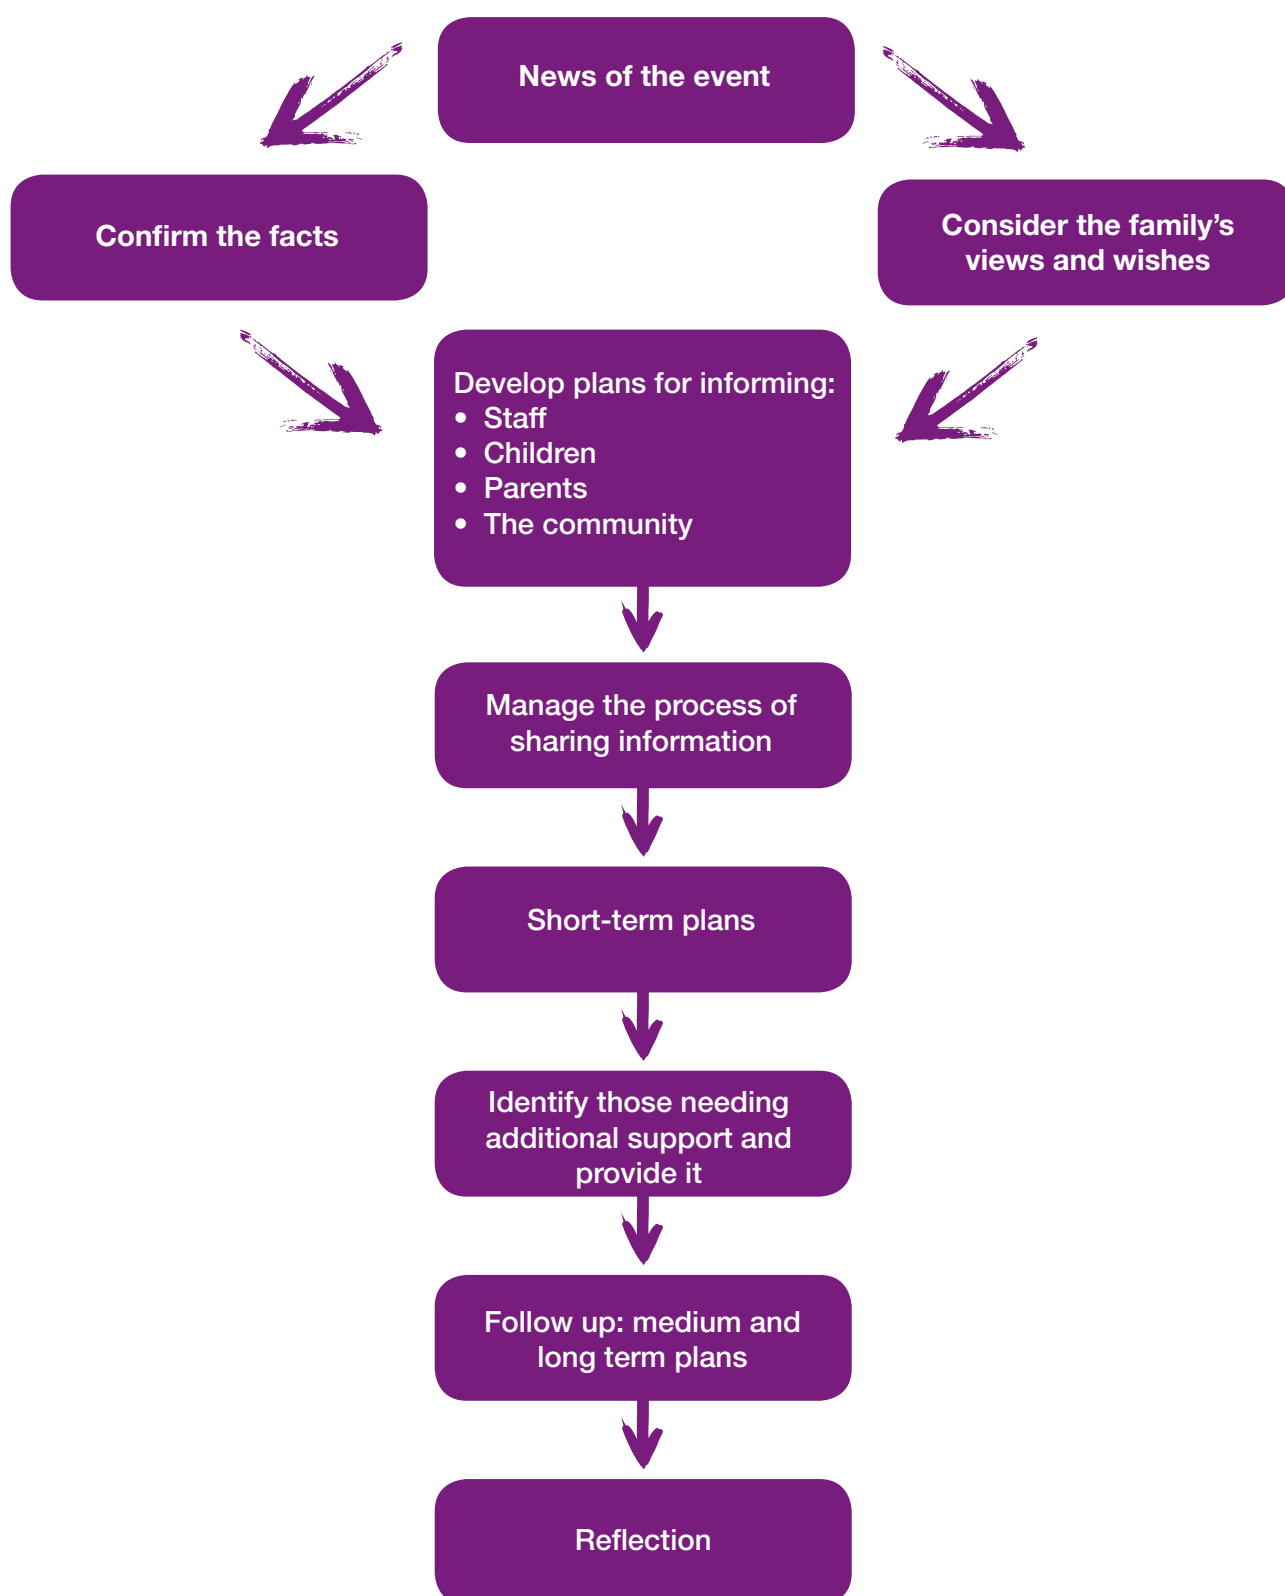 News of the event
Confirm the facts
Consider the family’s
views and wishes
Develop plans for informing:
• Staff
• Children
• Parents
• The community
Manage the process of
sharing information
Short-term plans
Identify those needing
additional support and
provide it
Follow up: medium and
long term plans
Reflection